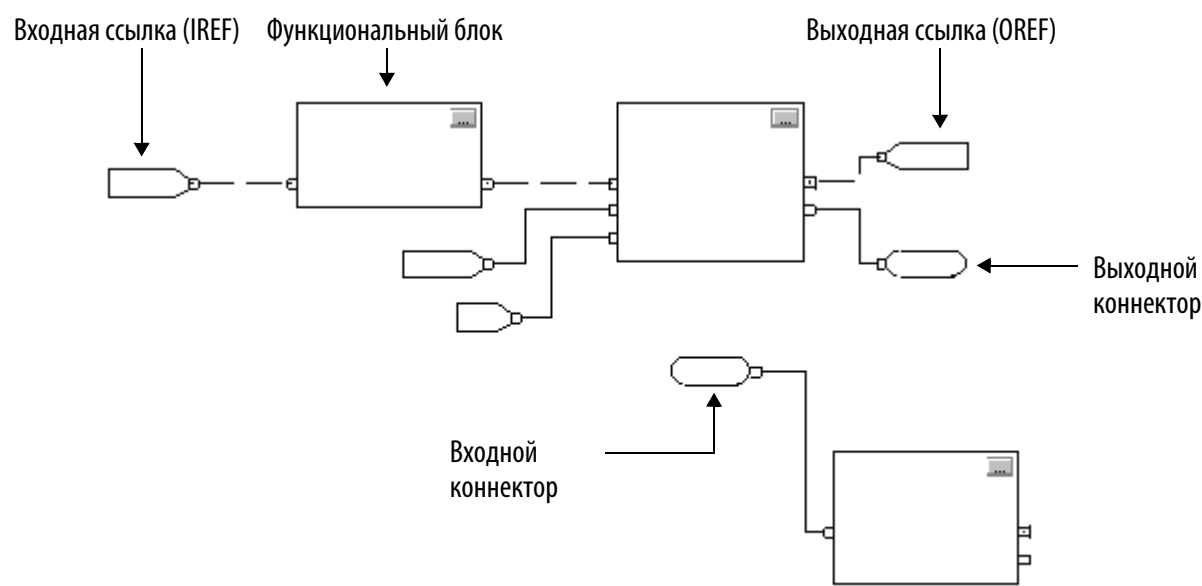 Входная ссылка (IREF)
Функциональный блок
Выходная ссылка (OREF)
...
...
Выходной
коннектор
Входной
коннектор
...